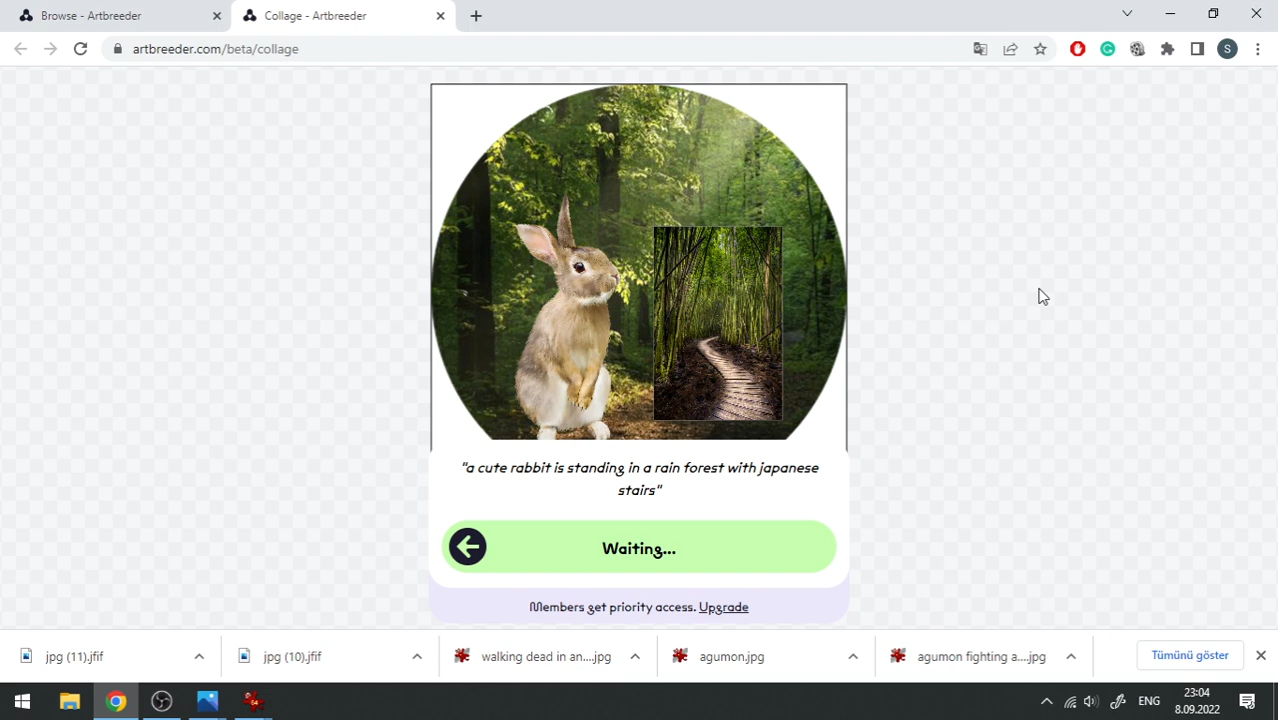 Browse - Artbreeder
Collage - Artbreeder
artbreeder.com/beta/collage
S
"a cute rabbit is standing in a rain forest with japanese
stairs"
Waiting...
Members get priority access. Upgrade
jpg (11).jfif
jpg (10).jfif
walking dead in an....jpg
agumon.jpg
agumon fighting a....jpg
Tümünü göster
ENG
23:04
8.09.2022